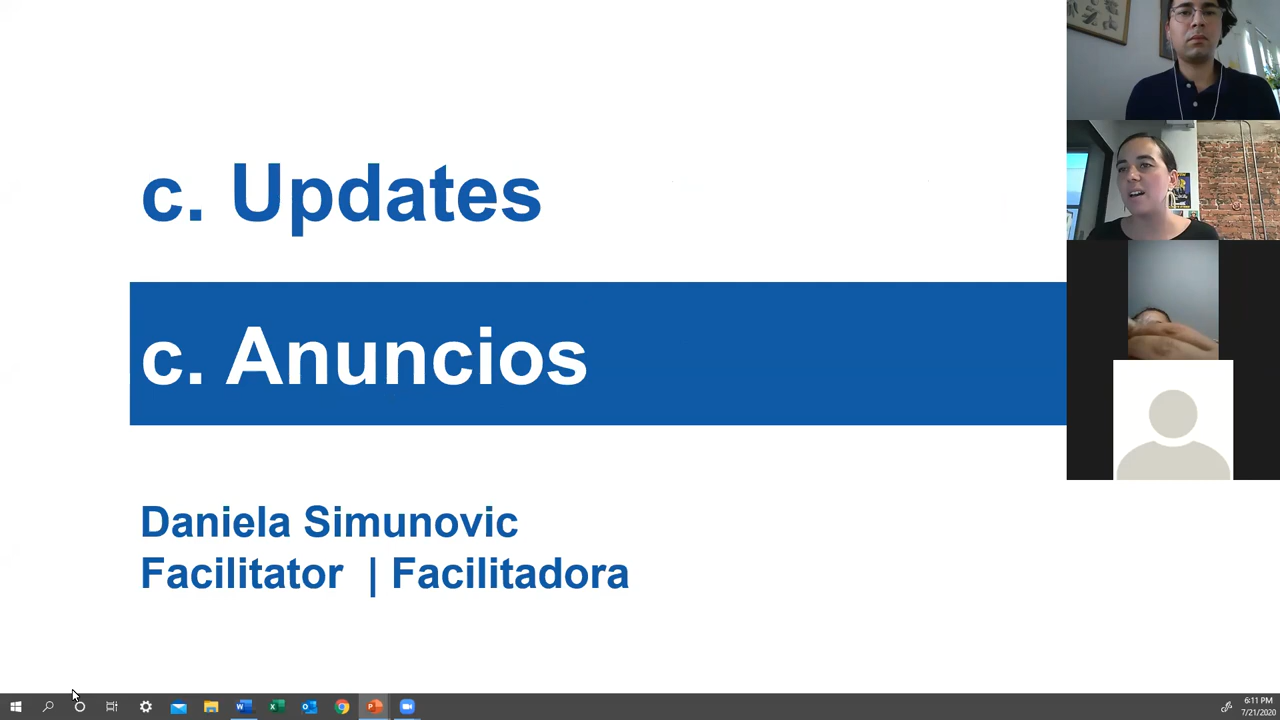 c. Updates
c. Anuncios
Daniela Simunovic
Facilitator | Facilitadora
6:11 PM
7/21/2020